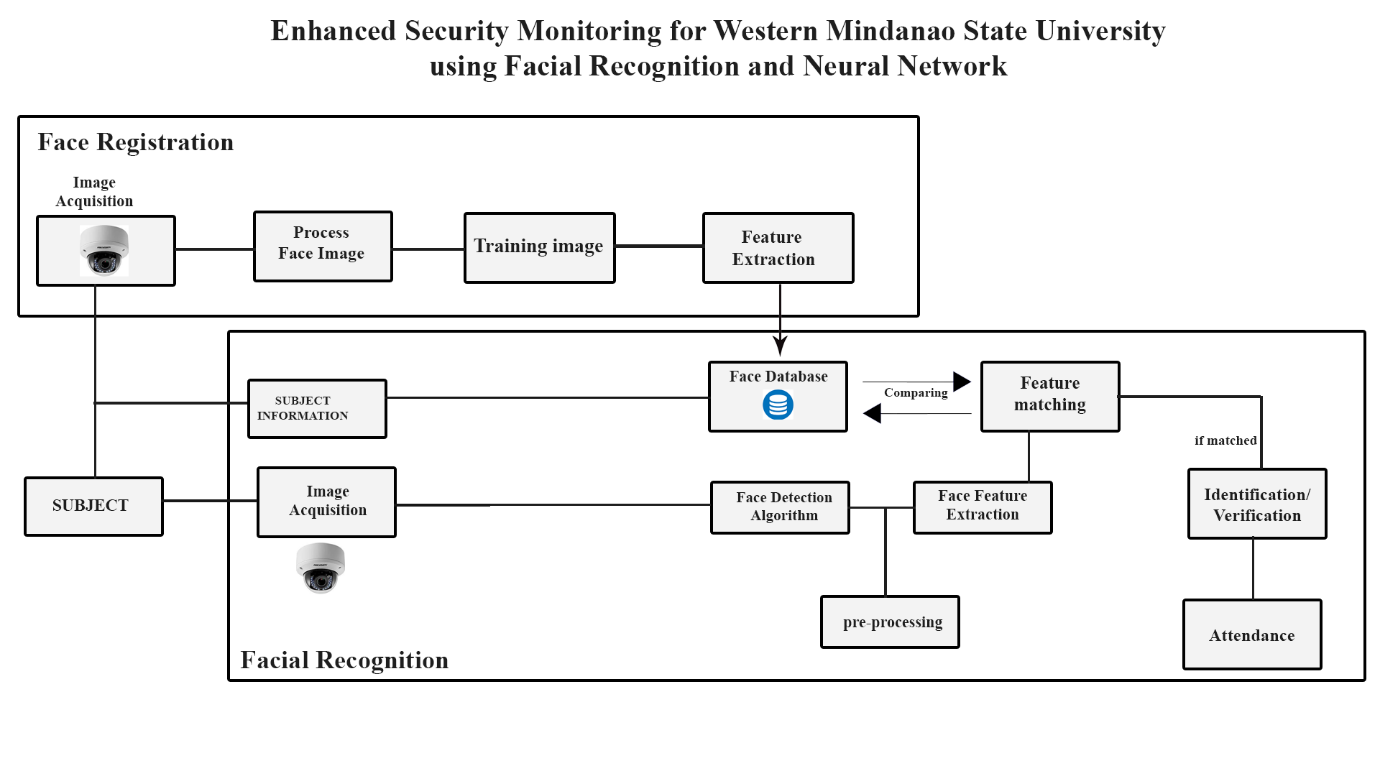 Enhanced Security Monitoring for Western Mindanao State University
using Facial Recognition and Neural Network
Face Registration
Image
Acquisition
Process
Face Image
Training image
Feature
Extraction
SUBJECT
INFORMATION
Face Database
Comparing
Feature
matching
if matched
SUBJECT
Image
Acquisition
Face Detection
Algorithm
Face Feature
Extraction
Identification/
Verification
pre-processing
Attendance
Facial Recognition